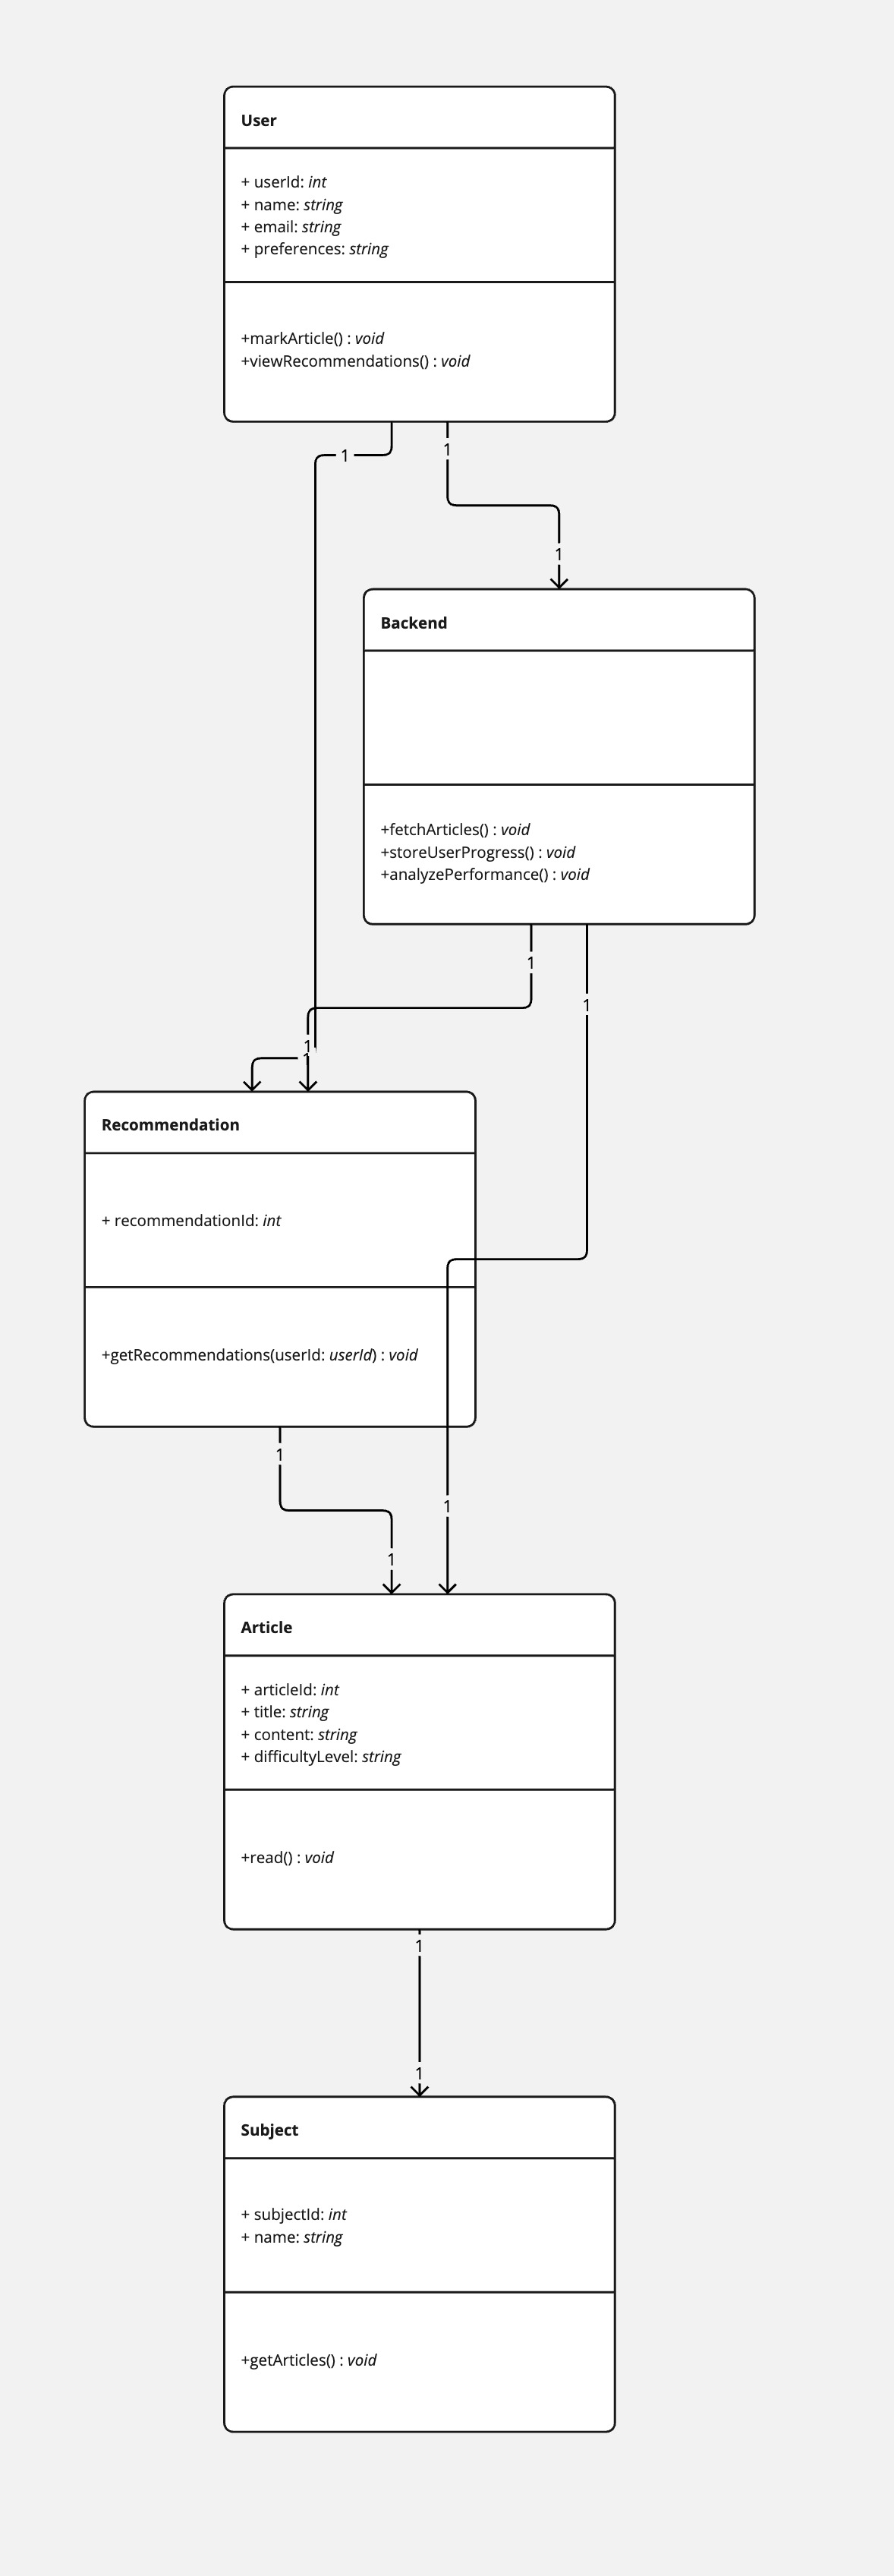 User
+ userId: int
+ name: string
+ email: string
+ preferences: string
+markArticle() : void
+viewRecommendations() : void
1
1
1
Backend
+fetchArticles() : void
+storeUserProgress() : void
+analyzePerformance() : void
1
1
1
1
Recommendation
+ recommendationId: int
+getRecommendations(userId: userId) : void
1
1
1
Article
+ articleId: int
+ title: string
+ content: string
+ difficultyLevel: string
+read() : void
1
1
Subject
+ subjectId: int
+ name: string
+getArticles() : void